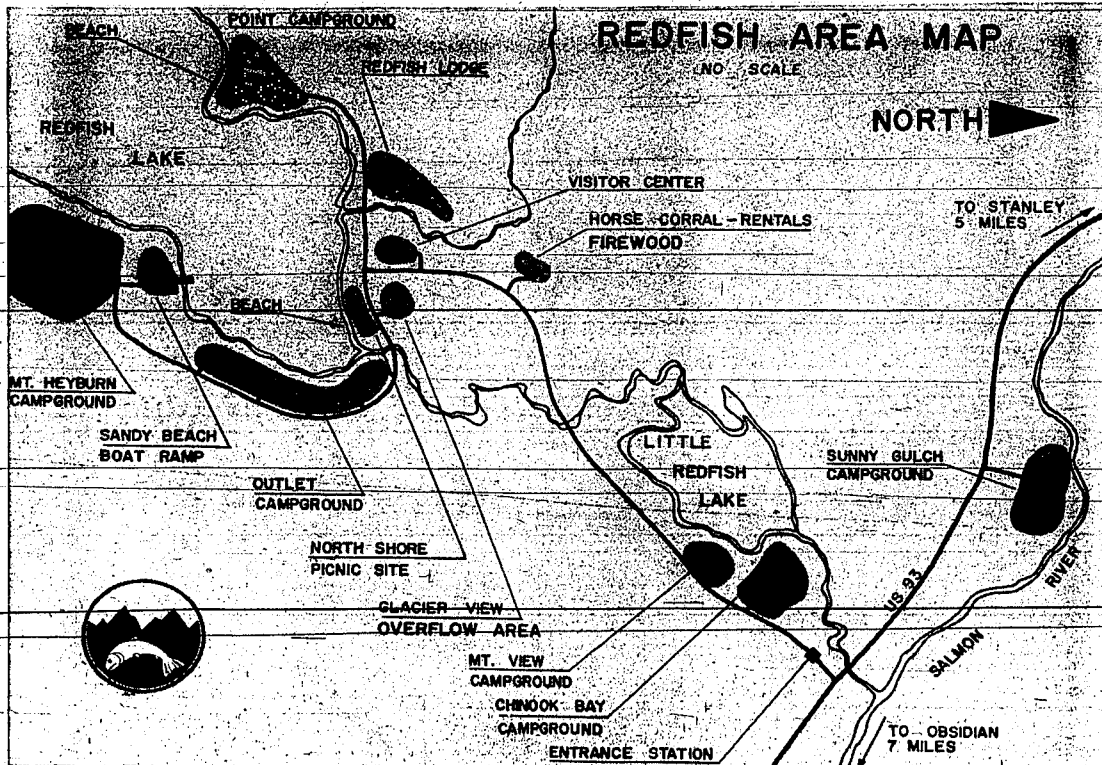 REDFISH AREA MAP
NO SCALE
NORTH
POINT CAMPGROUND
BEACH
REDFISH LODGE
REDFISH
LAKE
VISITOR CENTER
HORSE-CORRAL-RENTALS
FIREWOOD
TO STANLEY
5 MILES
BEACH
MT. HEYBURN
CAMPGROUND
SANDY BEACH
BOAT RAMP
OUTLET
CAMPGROUND
LITTLE
REDFISH
LAKE
SUNNY GULCH
CAMPGROUND
NORTH SHORE
PICNIC SITE
GLACIER VIEW
OVERFLOW AREA
US 93
SALMON RIVER
MT. VIEW
CAMPGROUND
CHINOOK BAY
CAMPGROUND
ENTRANCE STATION
TO OBSIDIAN
7 MILES